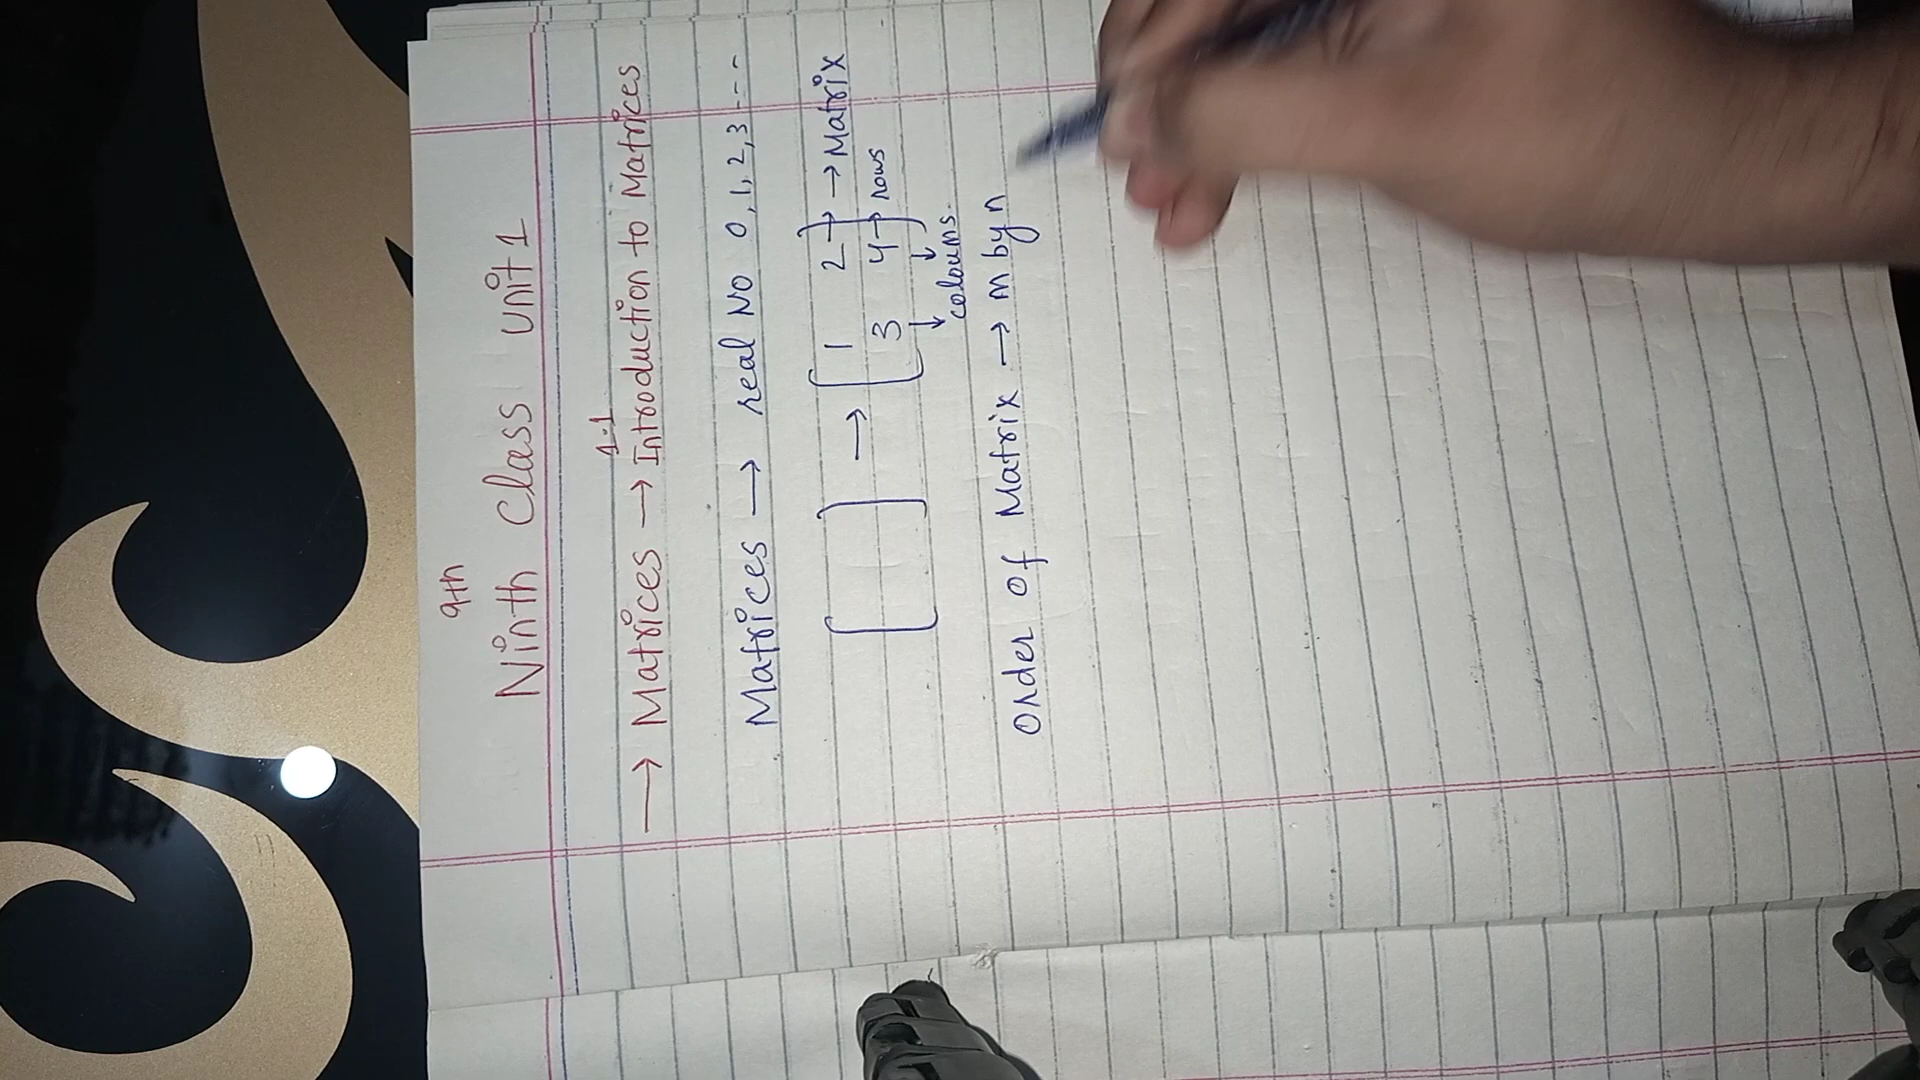 9th
Ninth Class Unit 1
1.1
→ Matrices → Introduction to Matrices
Matrices → real No 0, 1, 2, 3 - - -
[ ] → [ 1 2 → ] → Matrix
[ 3 4 → ] rows
↓ ↓
coloums.
Order of Matrix → m by n